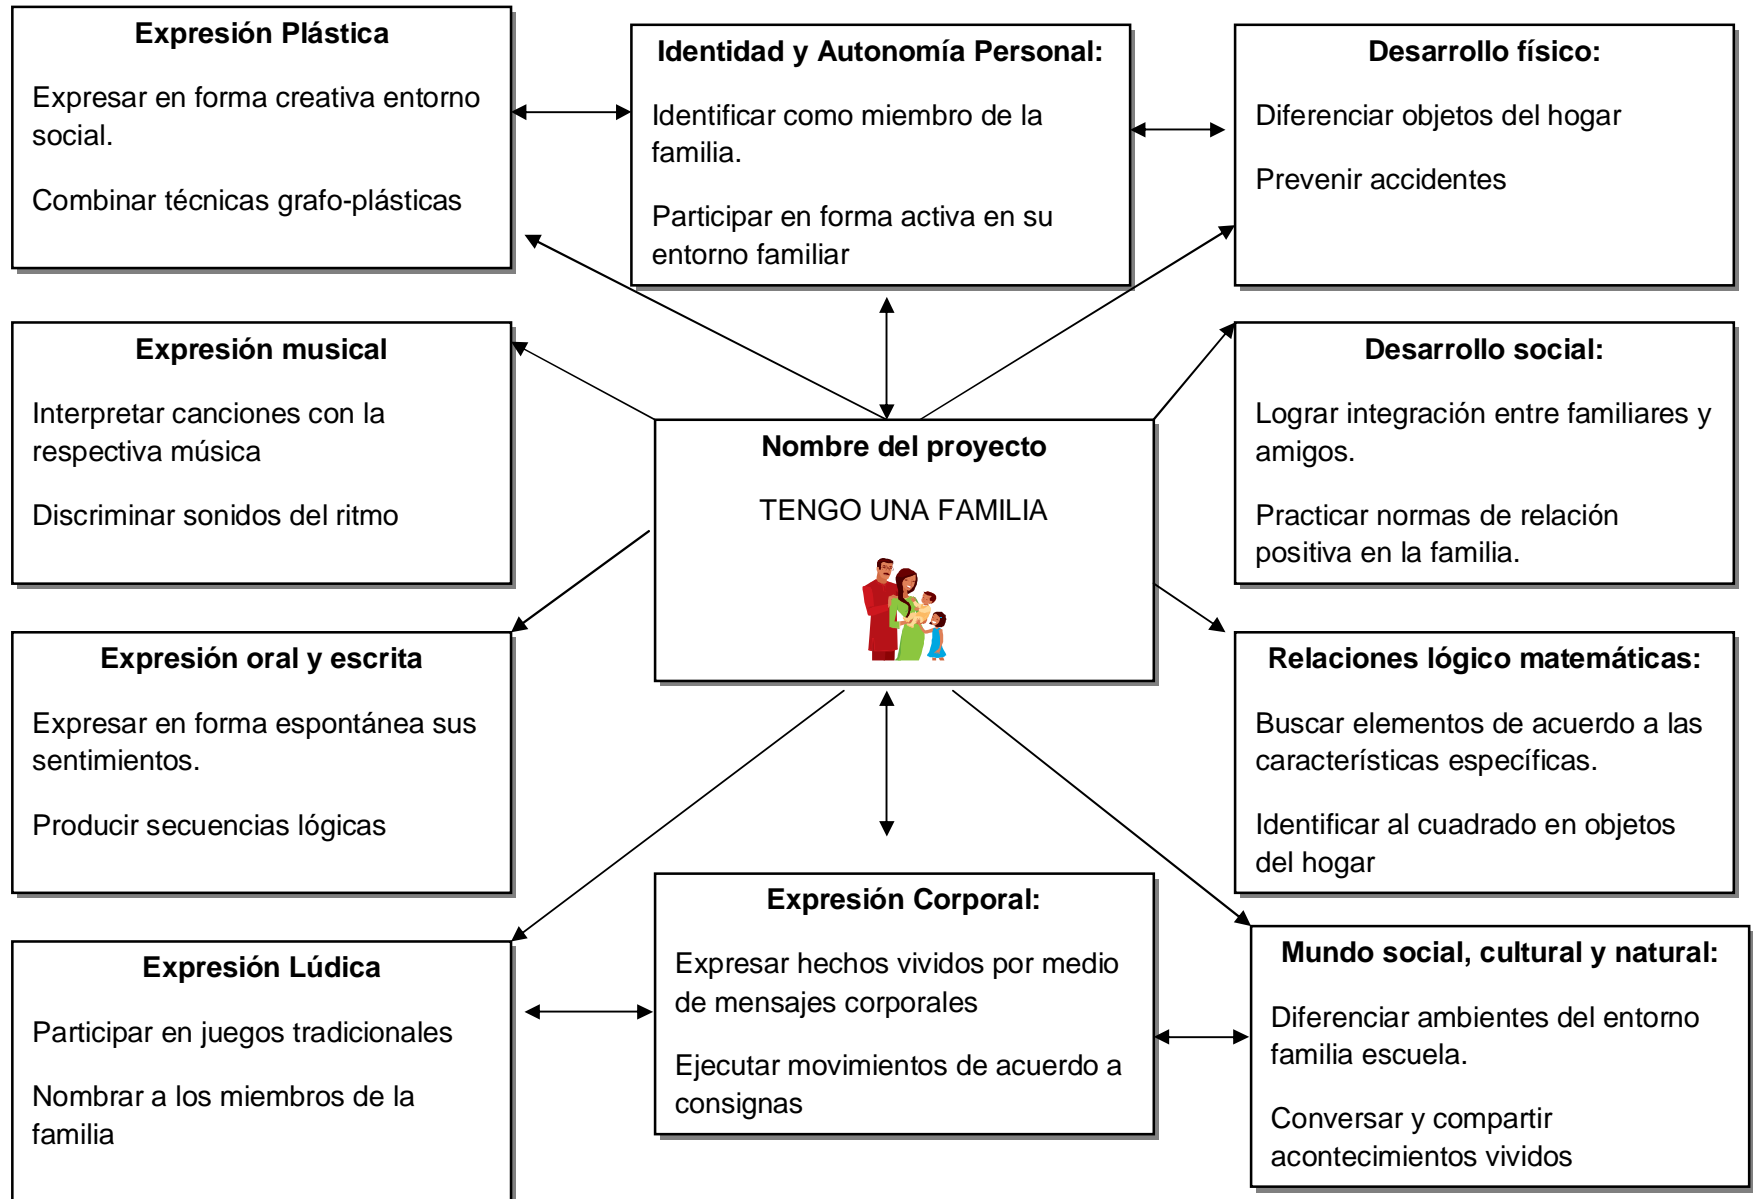 Expresión Plástica
Expresar en forma creativa entorno
social.
Combinar técnicas grafo-plásticas
Identidad y Autonomía Personal:
Identificar como miembro de la
familia.
Participar en forma activa en su
entorno familiar
Desarrollo físico:
Diferenciar objetos del hogar
Prevenir accidentes
Expresión musical
Interpretar canciones con la
respectiva música
Discriminar sonidos del ritmo
Nombre del proyecto
TENGO UNA FAMILIA
Desarrollo social:
Lograr integración entre familiares y
amigos.
Practicar normas de relación
positiva en la familia.
Expresión oral y escrita
Expresar en forma espontánea sus
sentimientos.
Producir secuencias lógicas
Relaciones lógico matemáticas:
Buscar elementos de acuerdo a las
características específicas.
Identificar al cuadrado en objetos
del hogar
Expresión Lúdica
Participar en juegos tradicionales
Nombrar a los miembros de la
familia
Expresión Corporal:
Expresar hechos vividos por medio
de mensajes corporales
Ejecutar movimientos de acuerdo a
consignas
Mundo social, cultural y natural:
Diferenciar ambientes del entorno
familia escuela.
Conversar y compartir
acontecimientos vividos